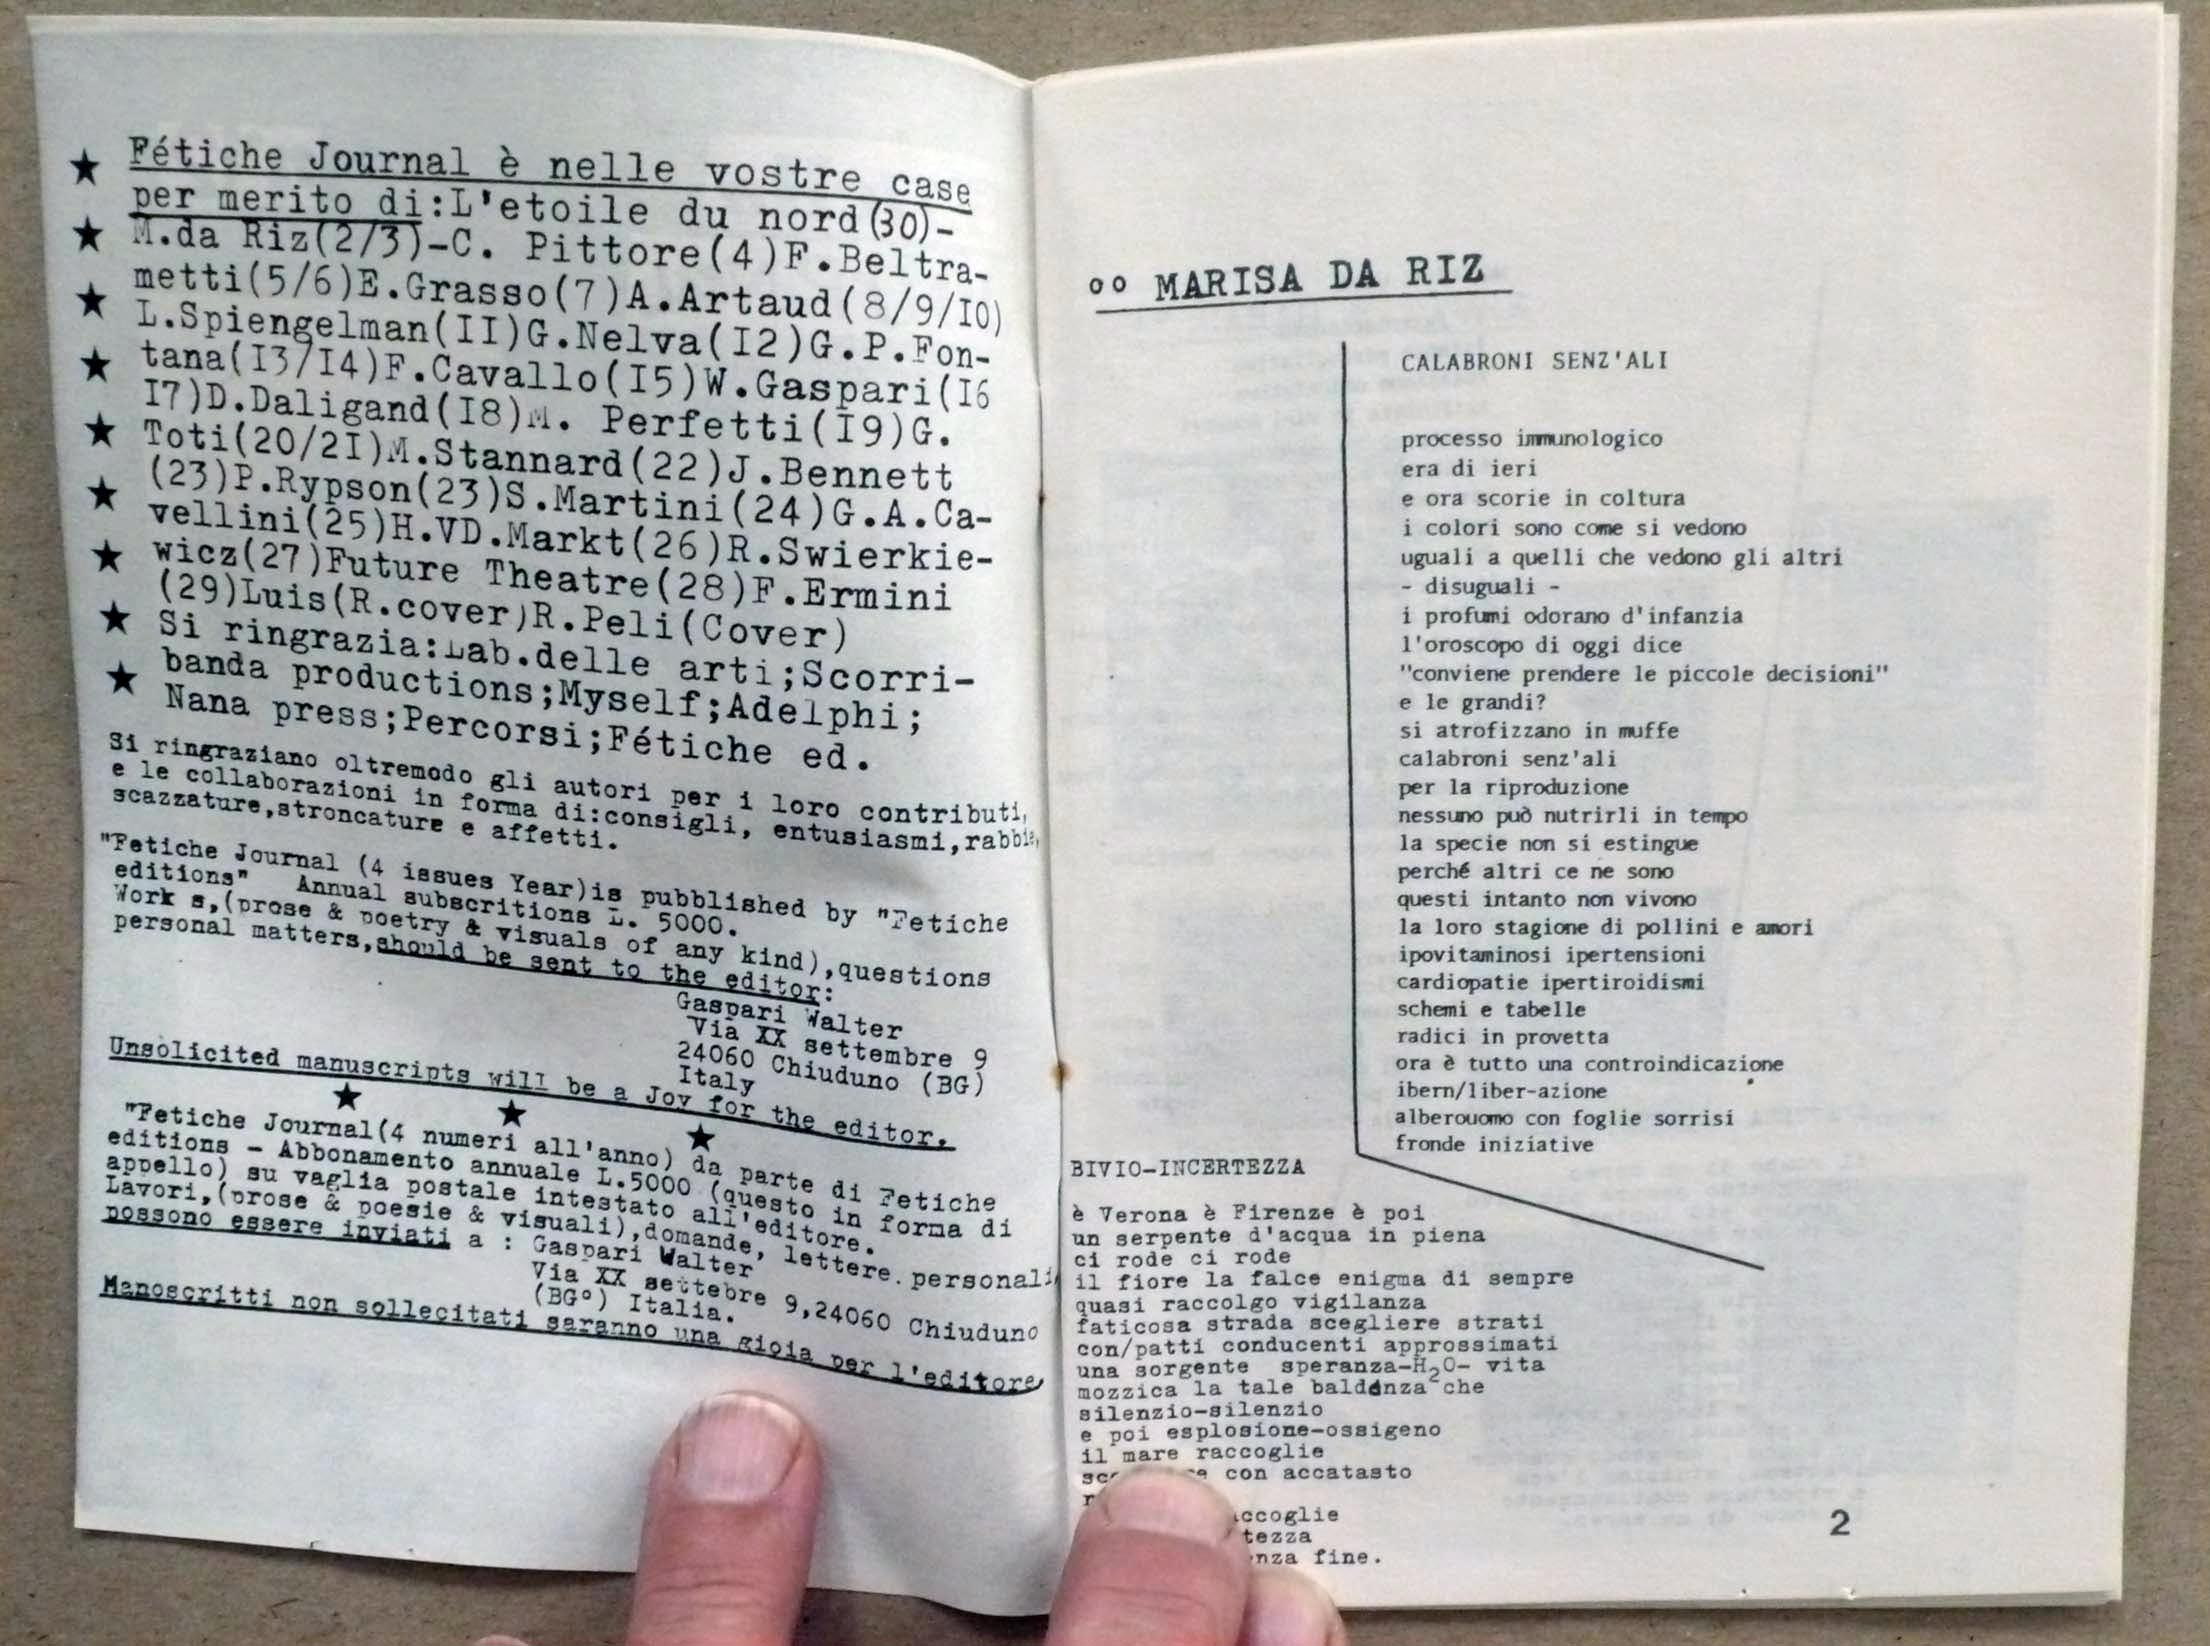 ★ Fétiche Journal è nelle vostre case
per merito di:L'etoile du nord(30)-
★ M.da Riz(2/3)-C. Pittore(4)F.Beltra-
metti(5/6)E.Grasso(7)A.Artaud(8/9/I0)
★ L.Spiengelman(II)G.Nelva(I2)G.P.Fon-
★ tana(I3/I4)F.Cavallo(I5)W.Gaspari(I6
I7)D.Daligand(I8)M. Perfetti(I9)G.
★ Toti(20/2I)M.Stannard(22)J.Bennett
★ (23)P.Rypson(23)S.Martini(24)G.A.Ca-
vellini(25)H.VD.Markt(26)R.Swierkie-
★ wicz(27)Future Theatre(28)F.Ermini
(29)Luis(R.cover)R.Peli(Cover)
★ Si ringrazia:Lab.delle arti;Scorri-
banda productions;Myself;Adelphi;
★ Nana press;Percorsi;Fétiche ed.
Si ringraziano oltremodo gli autori per i loro contributi,
e le collaborazioni in forma di:consigli, entusiasmi,rabbie,
scazzature,stroncature e affetti.
"Fetiche Journal (4 issues Year)is pubblished by "Fetiche
editions" Annual subscritions L. 5000.
Work s,(prose & poetry & visuals of any kind),questions
personal matters,should be sent to the editor:
Gaspari Walter
Via XX settembre 9
24060 Chiuduno (BG)
Italy
Unsolicited manuscripts will be a Joy for the editor.
★ ★ ★
"Fetiche Journal(4 numeri all'anno) da parte di Fetiche
editions - Abbonamento annuale L.5000 (questo in forma di
appello) su vaglia postale intestato all'editore.
Lavori,(prose & poesie & visuali),domande, lettere.personali,
possono essere inviati a : Gaspari Walter
Via XX settebre 9,24060 Chiuduno
(BG°) Italia.
Manoscritti non sollecitati saranno una gioia per l'editore
°° MARISA DA RIZ
CALABRONI SENZ'ALI
processo immunologico
era di ieri
e ora scorie in coltura
i colori sono come si vedono
uguali a quelli che vedono gli altri
- disuguali -
i profumi odorano d'infanzia
l'oroscopo di oggi dice
"conviene prendere le piccole decisioni"
e le grandi?
si atrofizzano in muffe
calabroni senz'ali
per la riproduzione
nessuno può nutrirli in tempo
la specie non si estingue
perché altri ce ne sono
questi intanto non vivono
la loro stagione di pollini e amori
ipovitaminosi ipertensioni
cardiopatie ipertiroidismi
schemi e tabelle
radici in provetta
ora è tutto una controindicazione
ibern/liber-azione
alberouomo con foglie sorrisi
fronde iniziative
BIVIO-INCERTEZZA
è Verona è Firenze è poi
un serpente d'acqua in piena
ci rode ci rode
il fiore la falce enigma di sempre
quasi raccolgo vigilanza
faticosa strada scegliere strati
con/patti conducenti approssimati
una sorgente speranza-H₂O- vita
mozzica la tale baldanza che
silenzio-silenzio
e poi esplosione-ossigeno
il mare raccoglie
con accatasto
fine.
2